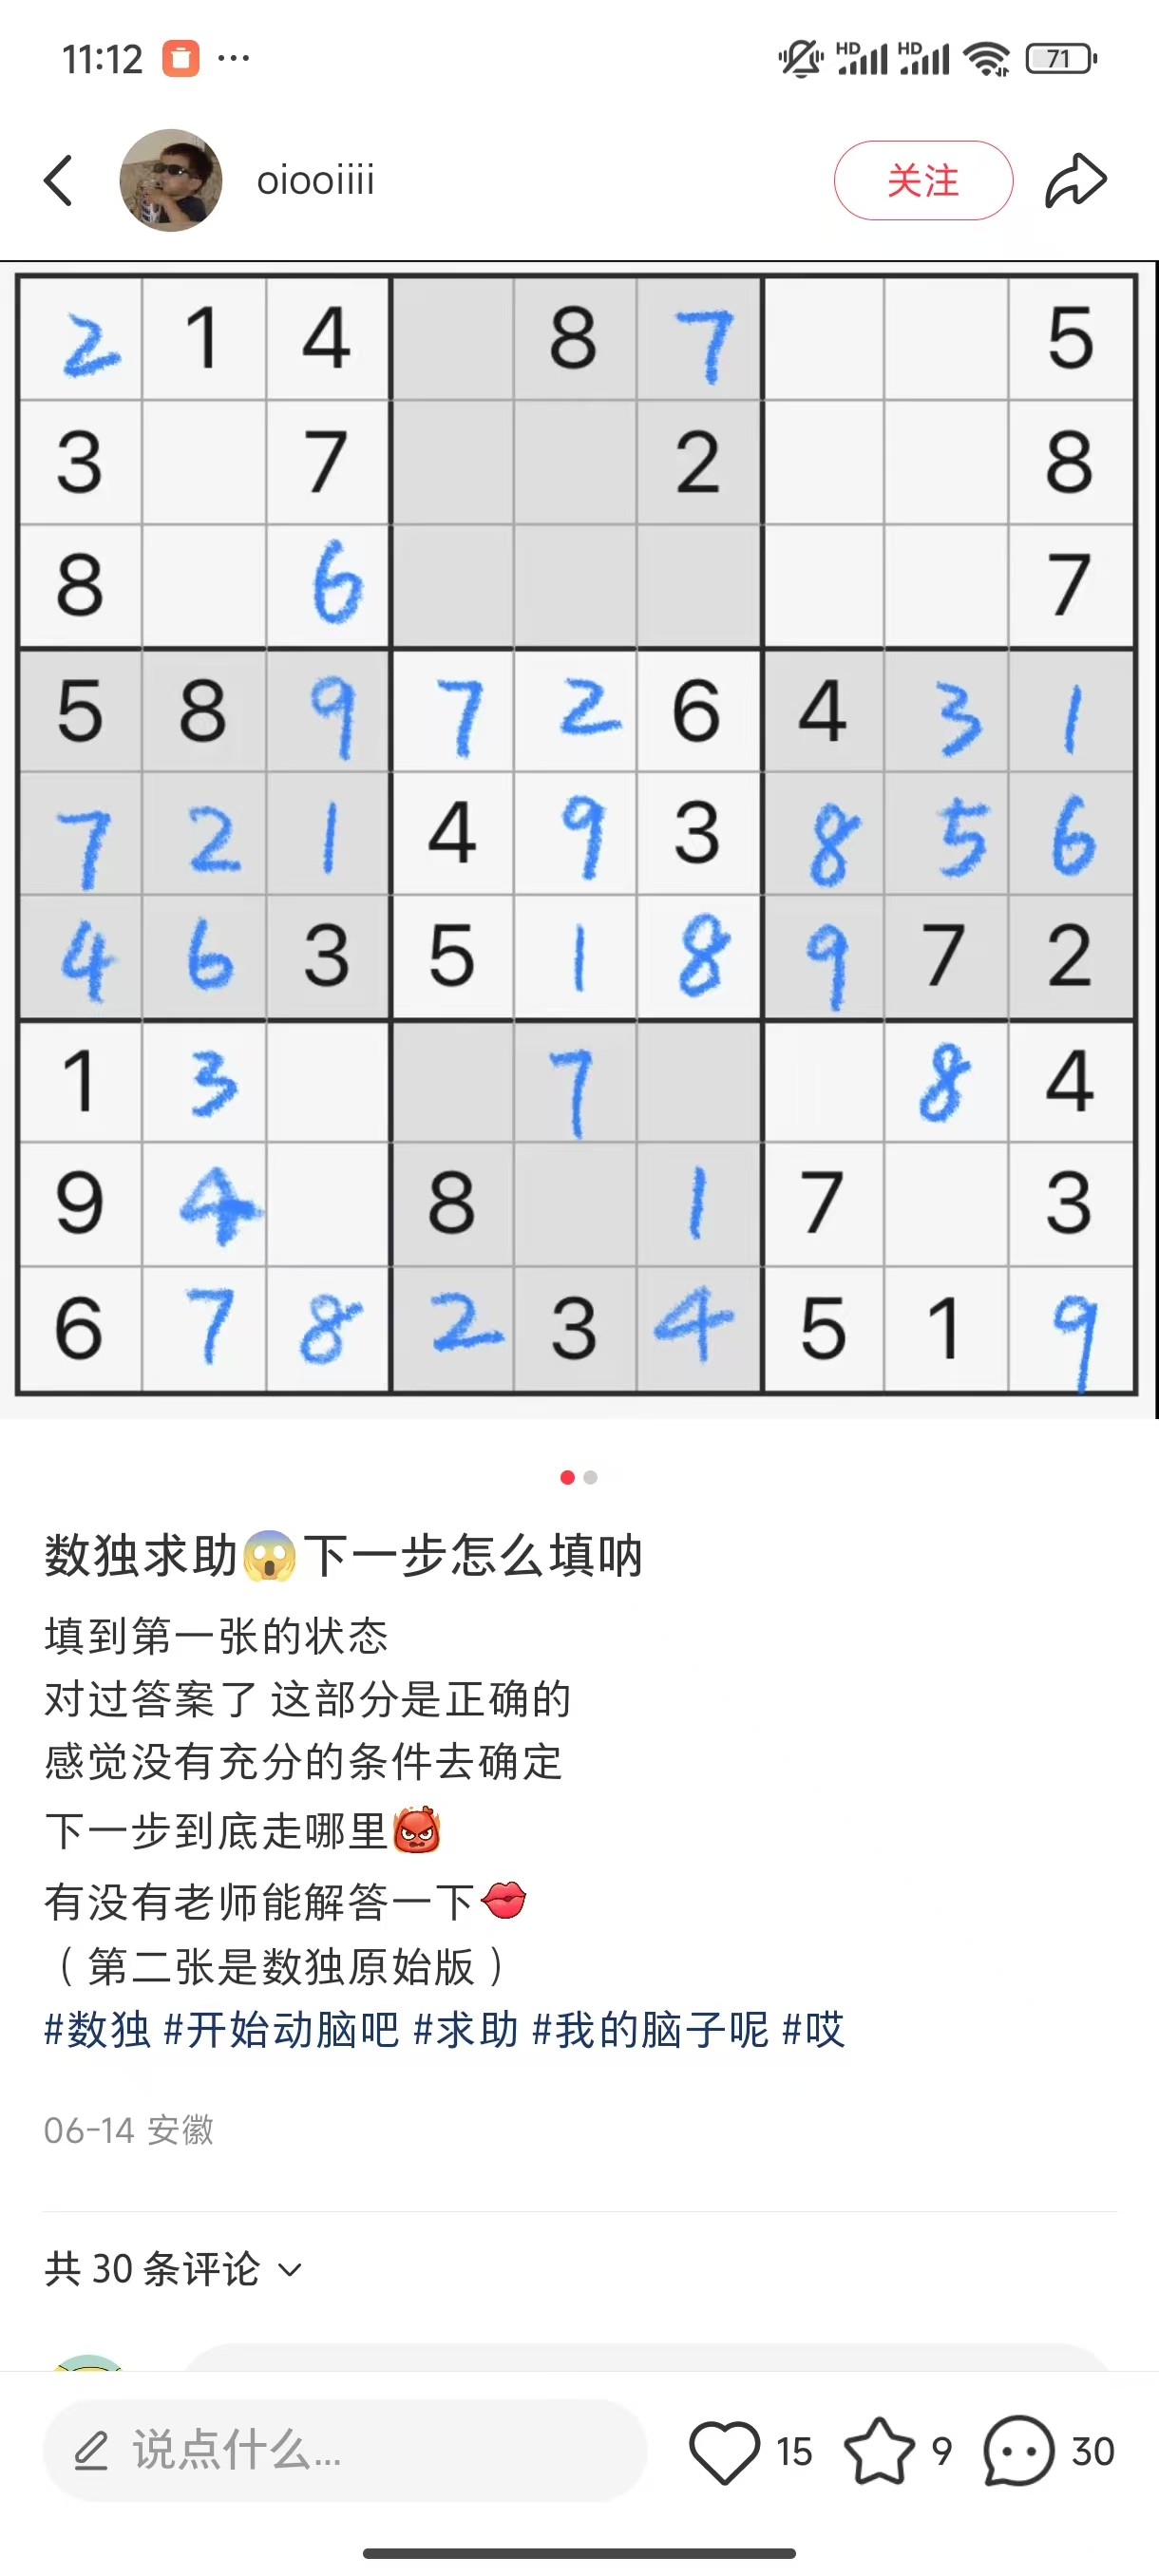 11:12 ... HD HD 71
oiooiiii 关注
2 1 4 8 7 5
3 7 2 8
8 6 7
5 8 9 7 2 6 4 3 1
7 2 1 4 9 3 8 5 6
4 6 3 5 1 8 9 7 2
1 3 7 8 4
9 4 8 1 7 3
6 7 8 2 3 4 5 1 9
数独求助😱下一步怎么填呐
填到第一张的状态
对过答案了 这部分是正确的
感觉没有充分的条件去确定
下一步到底走哪里
有没有老师能解答一下💋
（第二张是数独原始版）
#数独 #开始动脑吧 #求助 #我的脑子呢 #哎
06-14 安徽
共 30 条评论
说点什么... 15 9 30